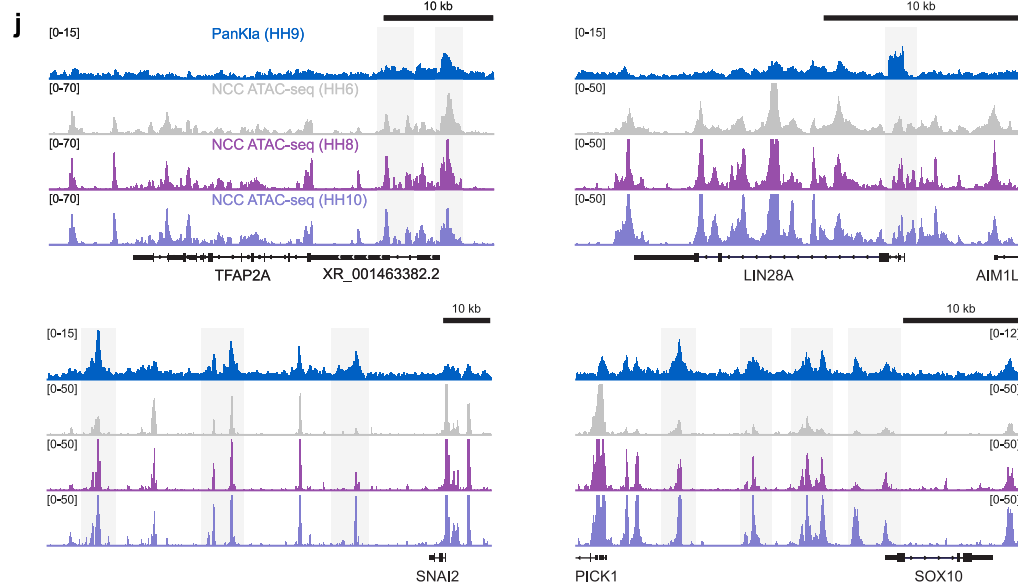 j
10 kb
[0-15]
PanKla (HH9)
[0-70]
NCC ATAC-seq (HH6)
[0-70]
NCC ATAC-seq (HH8)
[0-70]
NCC ATAC-seq (HH10)
TFAP2A
XR_001463382.2
10 kb
[0-15]
[0-50]
[0-50]
[0-50]
LIN28A
AIM1L
10 kb
[0-15]
[0-50]
[0-50]
[0-50]
SNAI2
10 kb
[0-12]
[0-50]
[0-50]
[0-50]
PICK1
SOX10